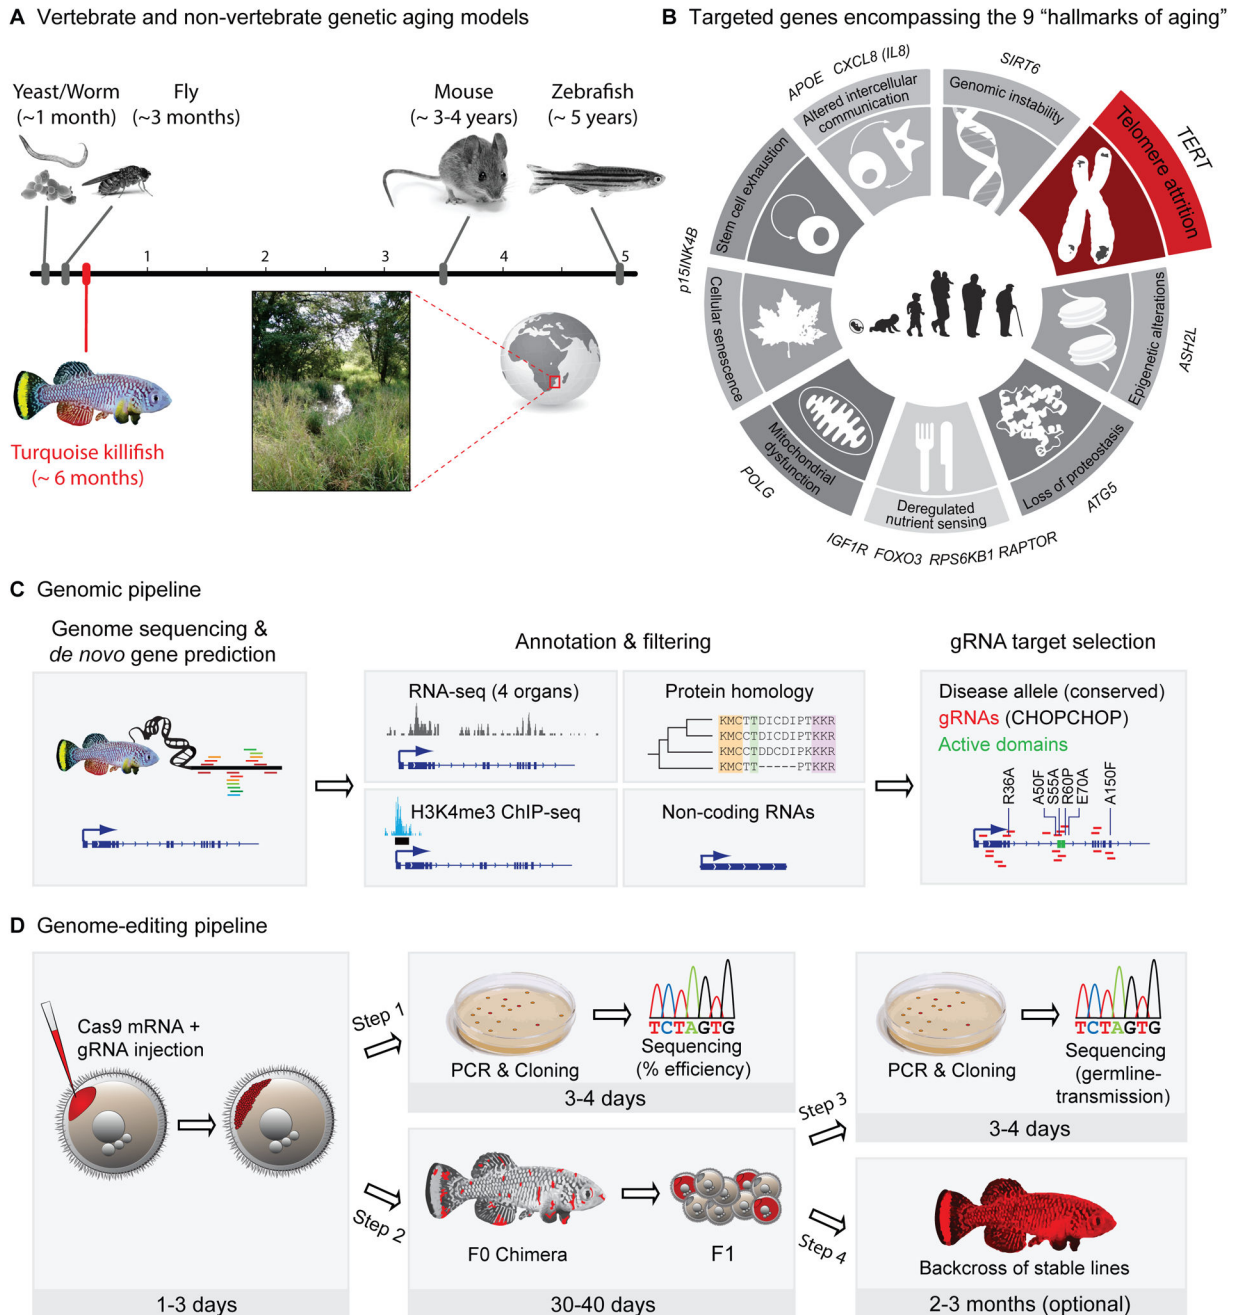 A Vertebrate and non-vertebrate genetic aging models
Yeast/Worm
(~1 month)
Fly
(~3 months)
Mouse
(~ 3-4 years)
Zebrafish
(~ 5 years)
1
2
3
4
5
Turquoise killifish
(~ 6 months)
B Targeted genes encompassing the 9 “hallmarks of aging”
APOE CXCL8 (IL8)
Altered intercellular
communication
SIRT6
Genomic instability
TERT
Telomere attrition
ASH2L
Epigenetic alterations
ATG5
Loss of proteostasis
Deregulated
nutrient sensing
IGF1R FOXO3 RPS6KB1 RAPTOR
POLG
Mitochondrial
dysfunction
Cellular senescence
p15INK4B
Stem cell exhaustion
C Genomic pipeline
Genome sequencing &
de novo gene prediction
Annotation & filtering
RNA-seq (4 organs)
Protein homology
KMCTTDICDIPTKKR
KMCCTDICDIPTKKR
KMCCTDDCDIPKKKR
KMCTT-----PTKKR
H3K4me3 ChIP-seq
Non-coding RNAs
gRNA target selection
Disease allele (conserved)
gRNAs (CHOPCHOP)
Active domains
R36A
A50F
S55A
R60P
E70A
A150F
D Genome-editing pipeline
Cas9 mRNA +
gRNA injection
1-3 days
Step 1
PCR & Cloning
TCTAGTG
Sequencing
(% efficiency)
3-4 days
Step 2
F0 Chimera
F1
30-40 days
Step 3
PCR & Cloning
TCTAGTG
Sequencing
(germline-
transmission)
3-4 days
Step 4
Backcross of stable lines
2-3 months (optional)